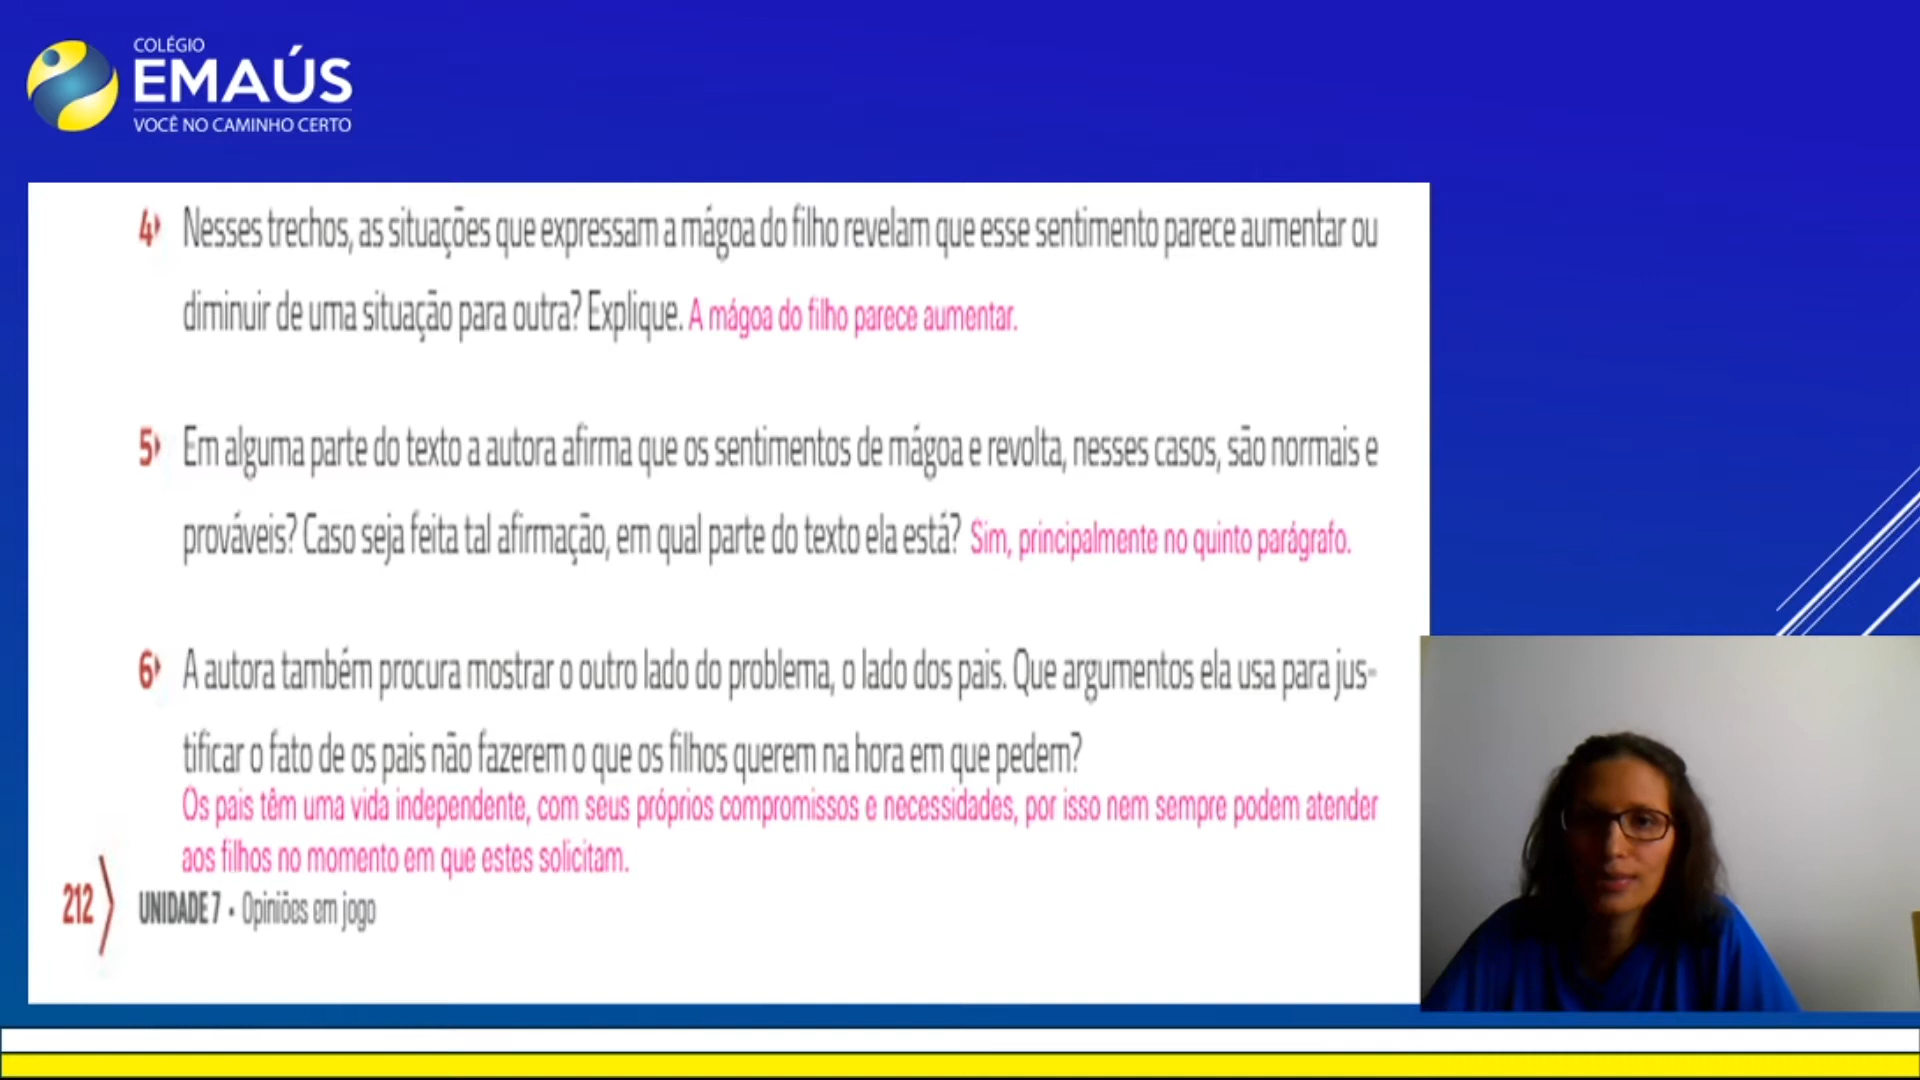 COLÉGIO
EMAÚS
VOCÊ NO CAMINHO CERTO
4 Nesses trechos, as situações que expressam a mágoa do filho revelam que esse sentimento parece aumentar ou
diminuir de uma situação para outra? Explique. A mágoa do filho parece aumentar.
5 Em alguma parte do texto a autora afirma que os sentimentos de mágoa e revolta, nesses casos, são normais e
prováveis? Caso seja feita tal afirmação, em qual parte do texto ela está? Sim, principalmente no quinto parágrafo.
6 A autora também procura mostrar o outro lado do problema, o lado dos pais. Que argumentos ela usa para jus-
tificar o fato de os pais não fazerem o que os filhos querem na hora em que pedem?
Os pais têm uma vida independente, com seus próprios compromissos e necessidades, por isso nem sempre podem atender
aos filhos no momento em que estes solicitam.
212 UNIDADE 7 • Opiniões em jogo